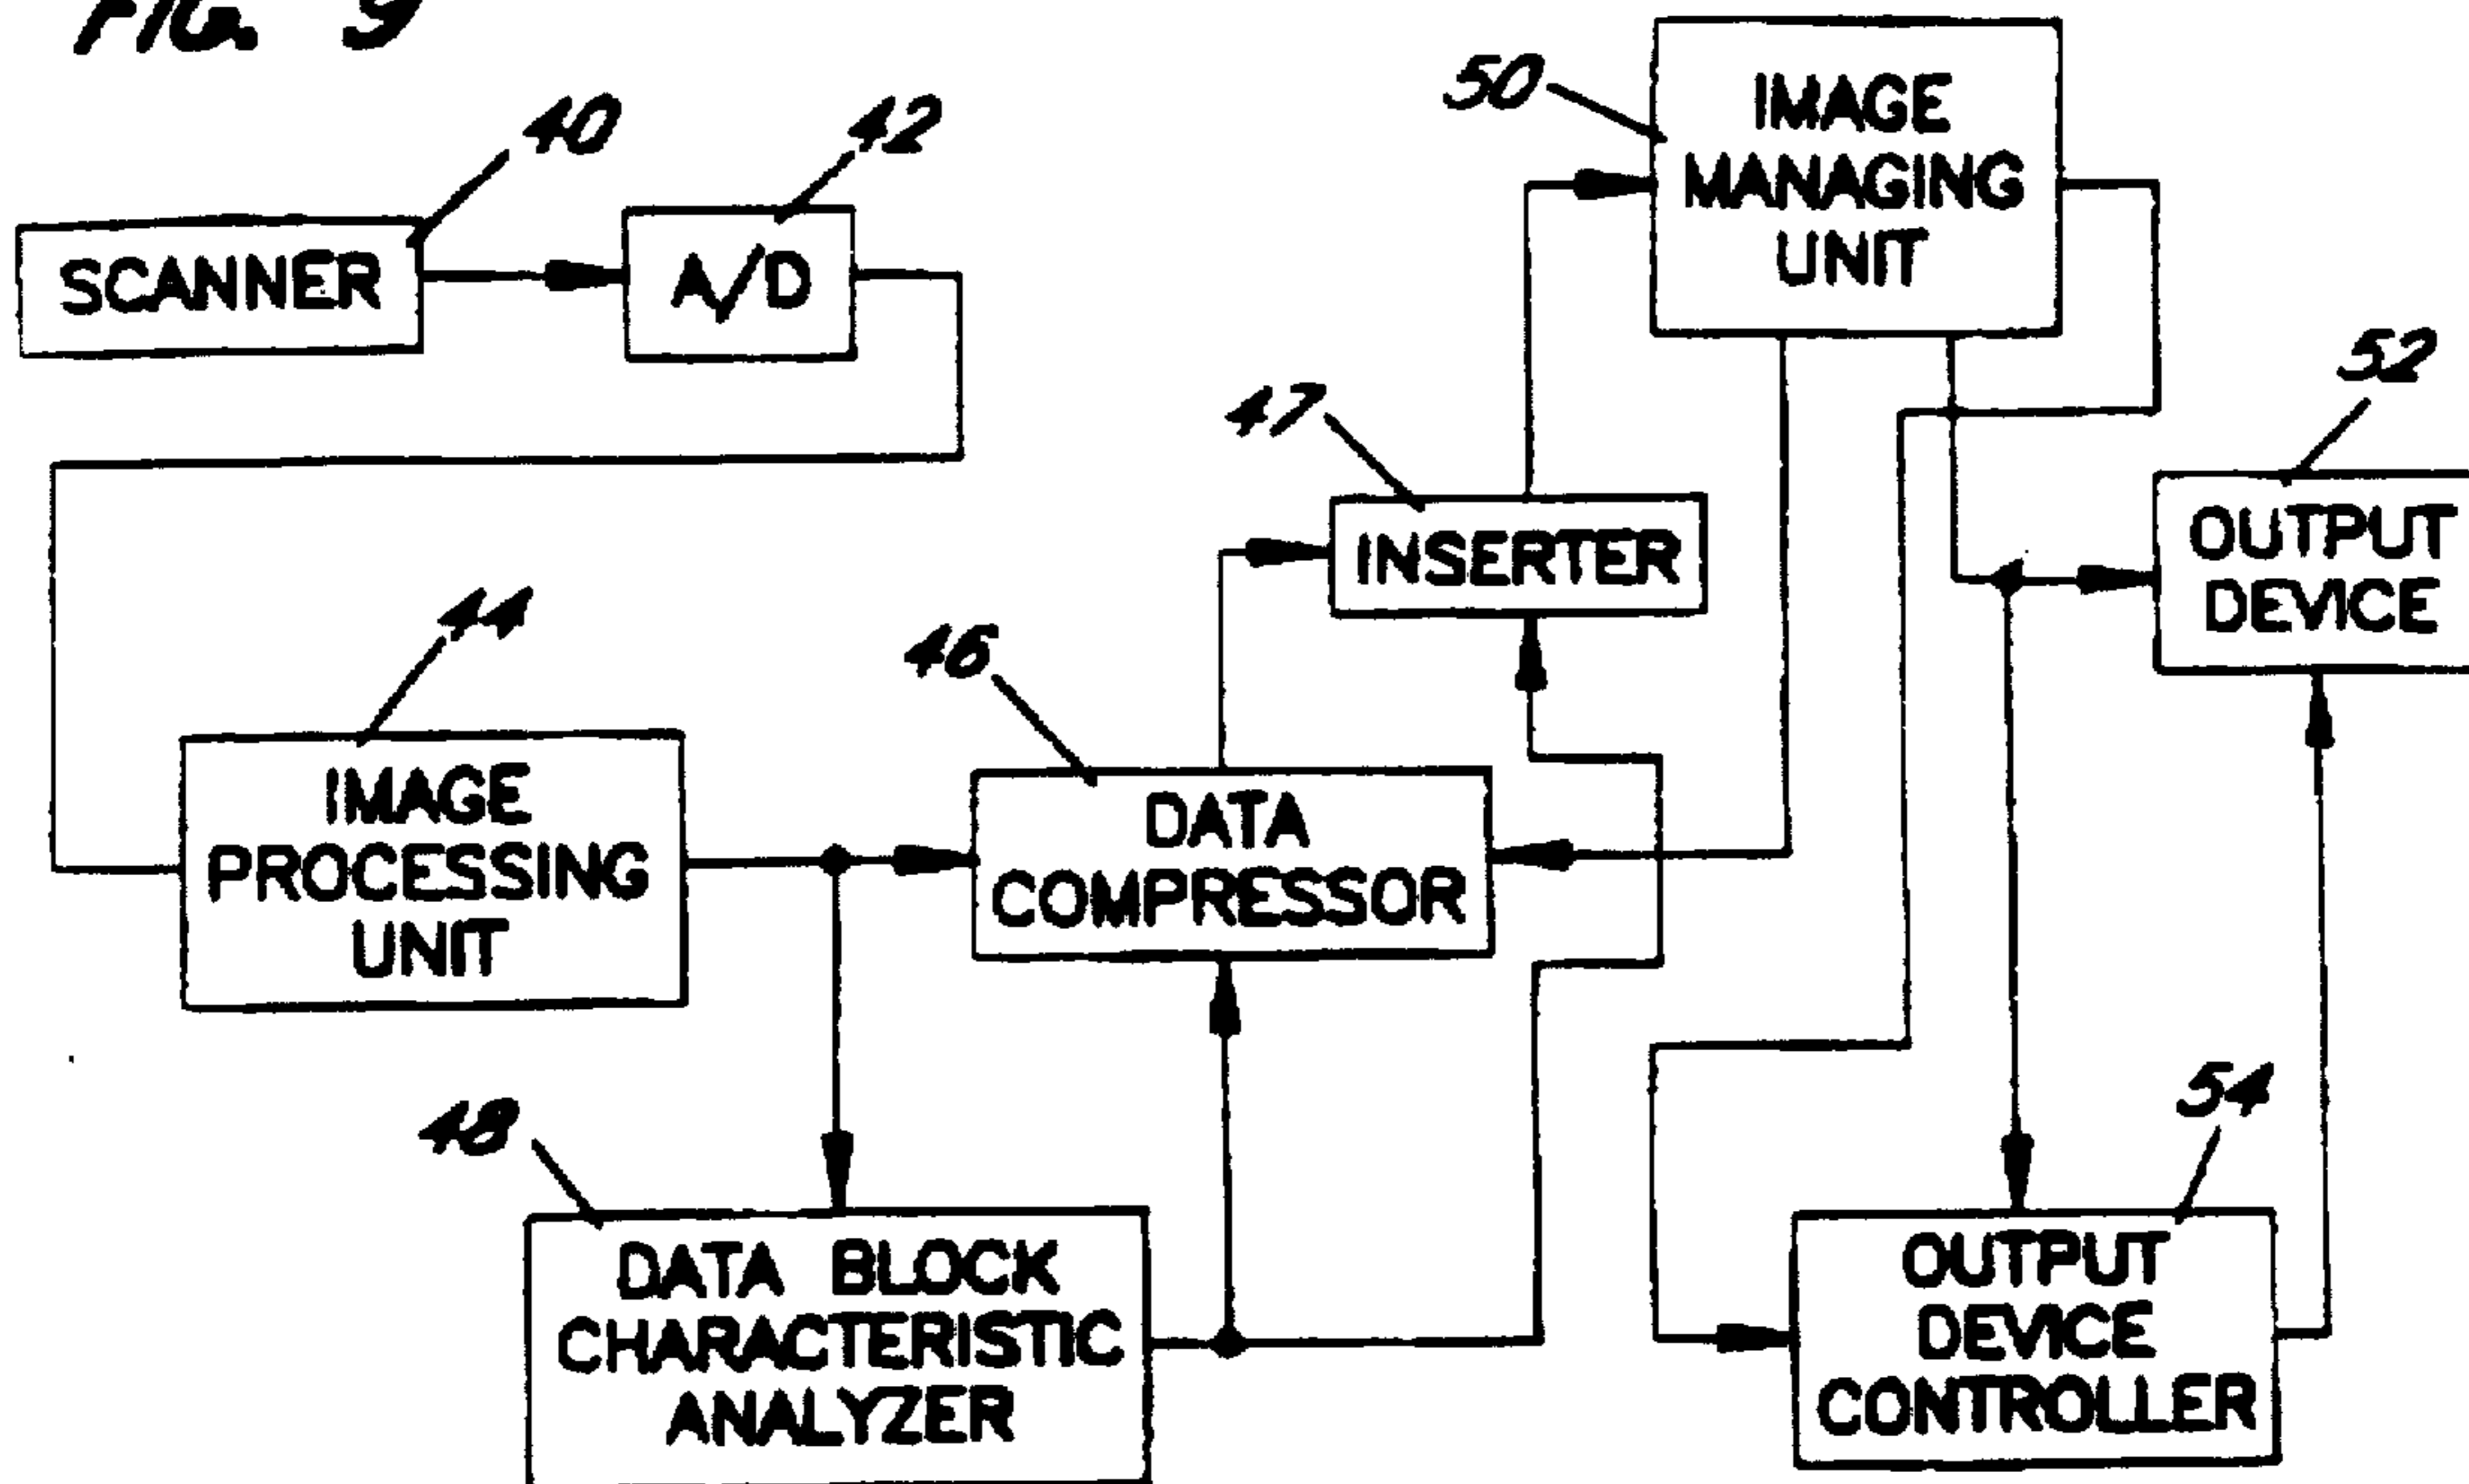 FIG. 9
40
SCANNER
42
A/D
50
IMAGE
MANAGING
UNIT
52
OUTPUT
DEVICE
47
INSERTER
44
IMAGE
PROCESSING
UNIT
46
DATA
COMPRESSOR
48
DATA BLOCK
CHARACTERISTIC
ANALYZER
54
OUTPUT
DEVICE
CONTROLLER